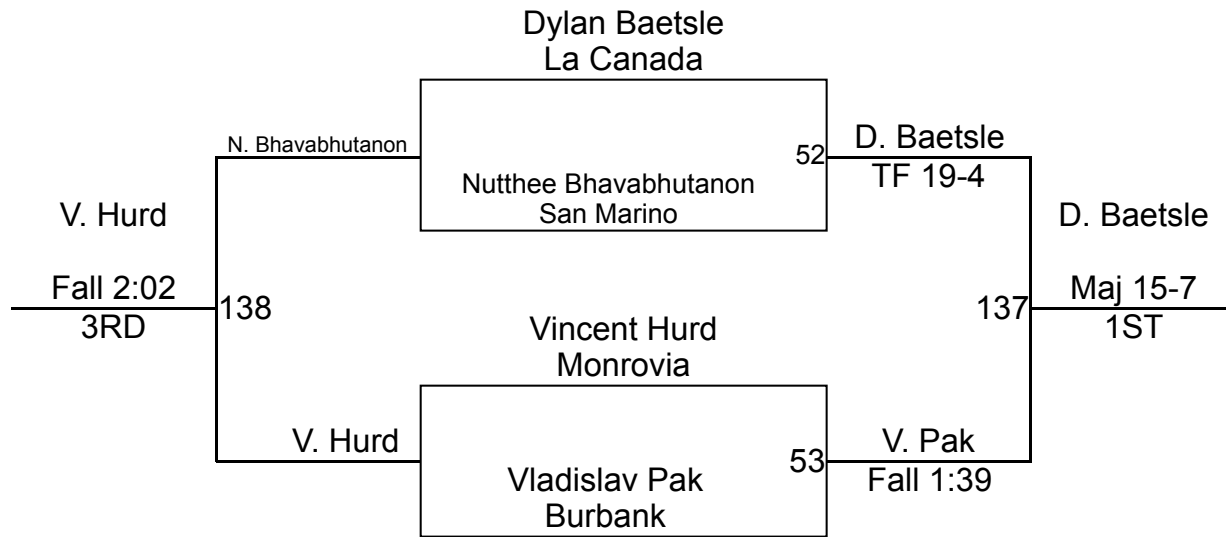 Dylan Baetsle
La Canada
N. Bhavabhutanon
52
D. Baetsle
TF 19-4
Nutthee Bhavabhutanon
San Marino
V. Hurd
D. Baetsle
Fall 2:02
138
137
Maj 15-7
3RD
1ST
Vincent Hurd
Monrovia
V. Hurd
53
V. Pak
Fall 1:39
Vladislav Pak
Burbank